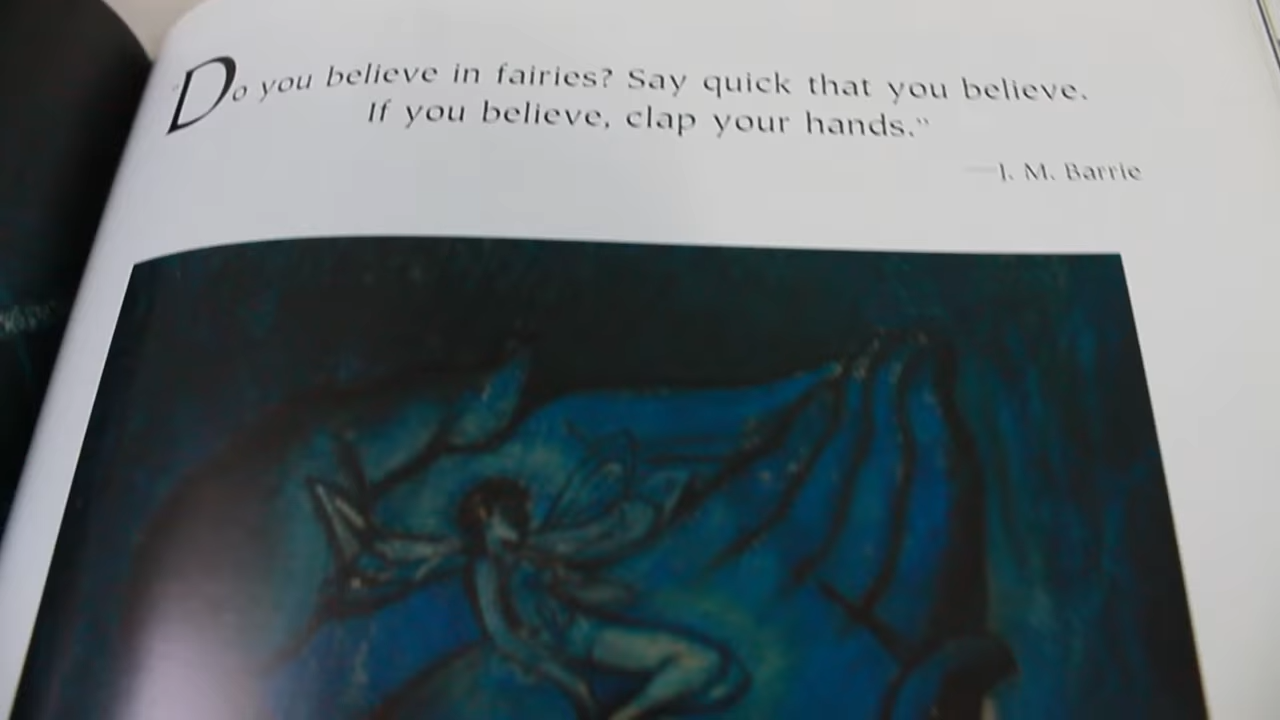 “Do you believe in fairies? Say quick that you believe.
If you believe, clap your hands.”
—J. M. Barrie